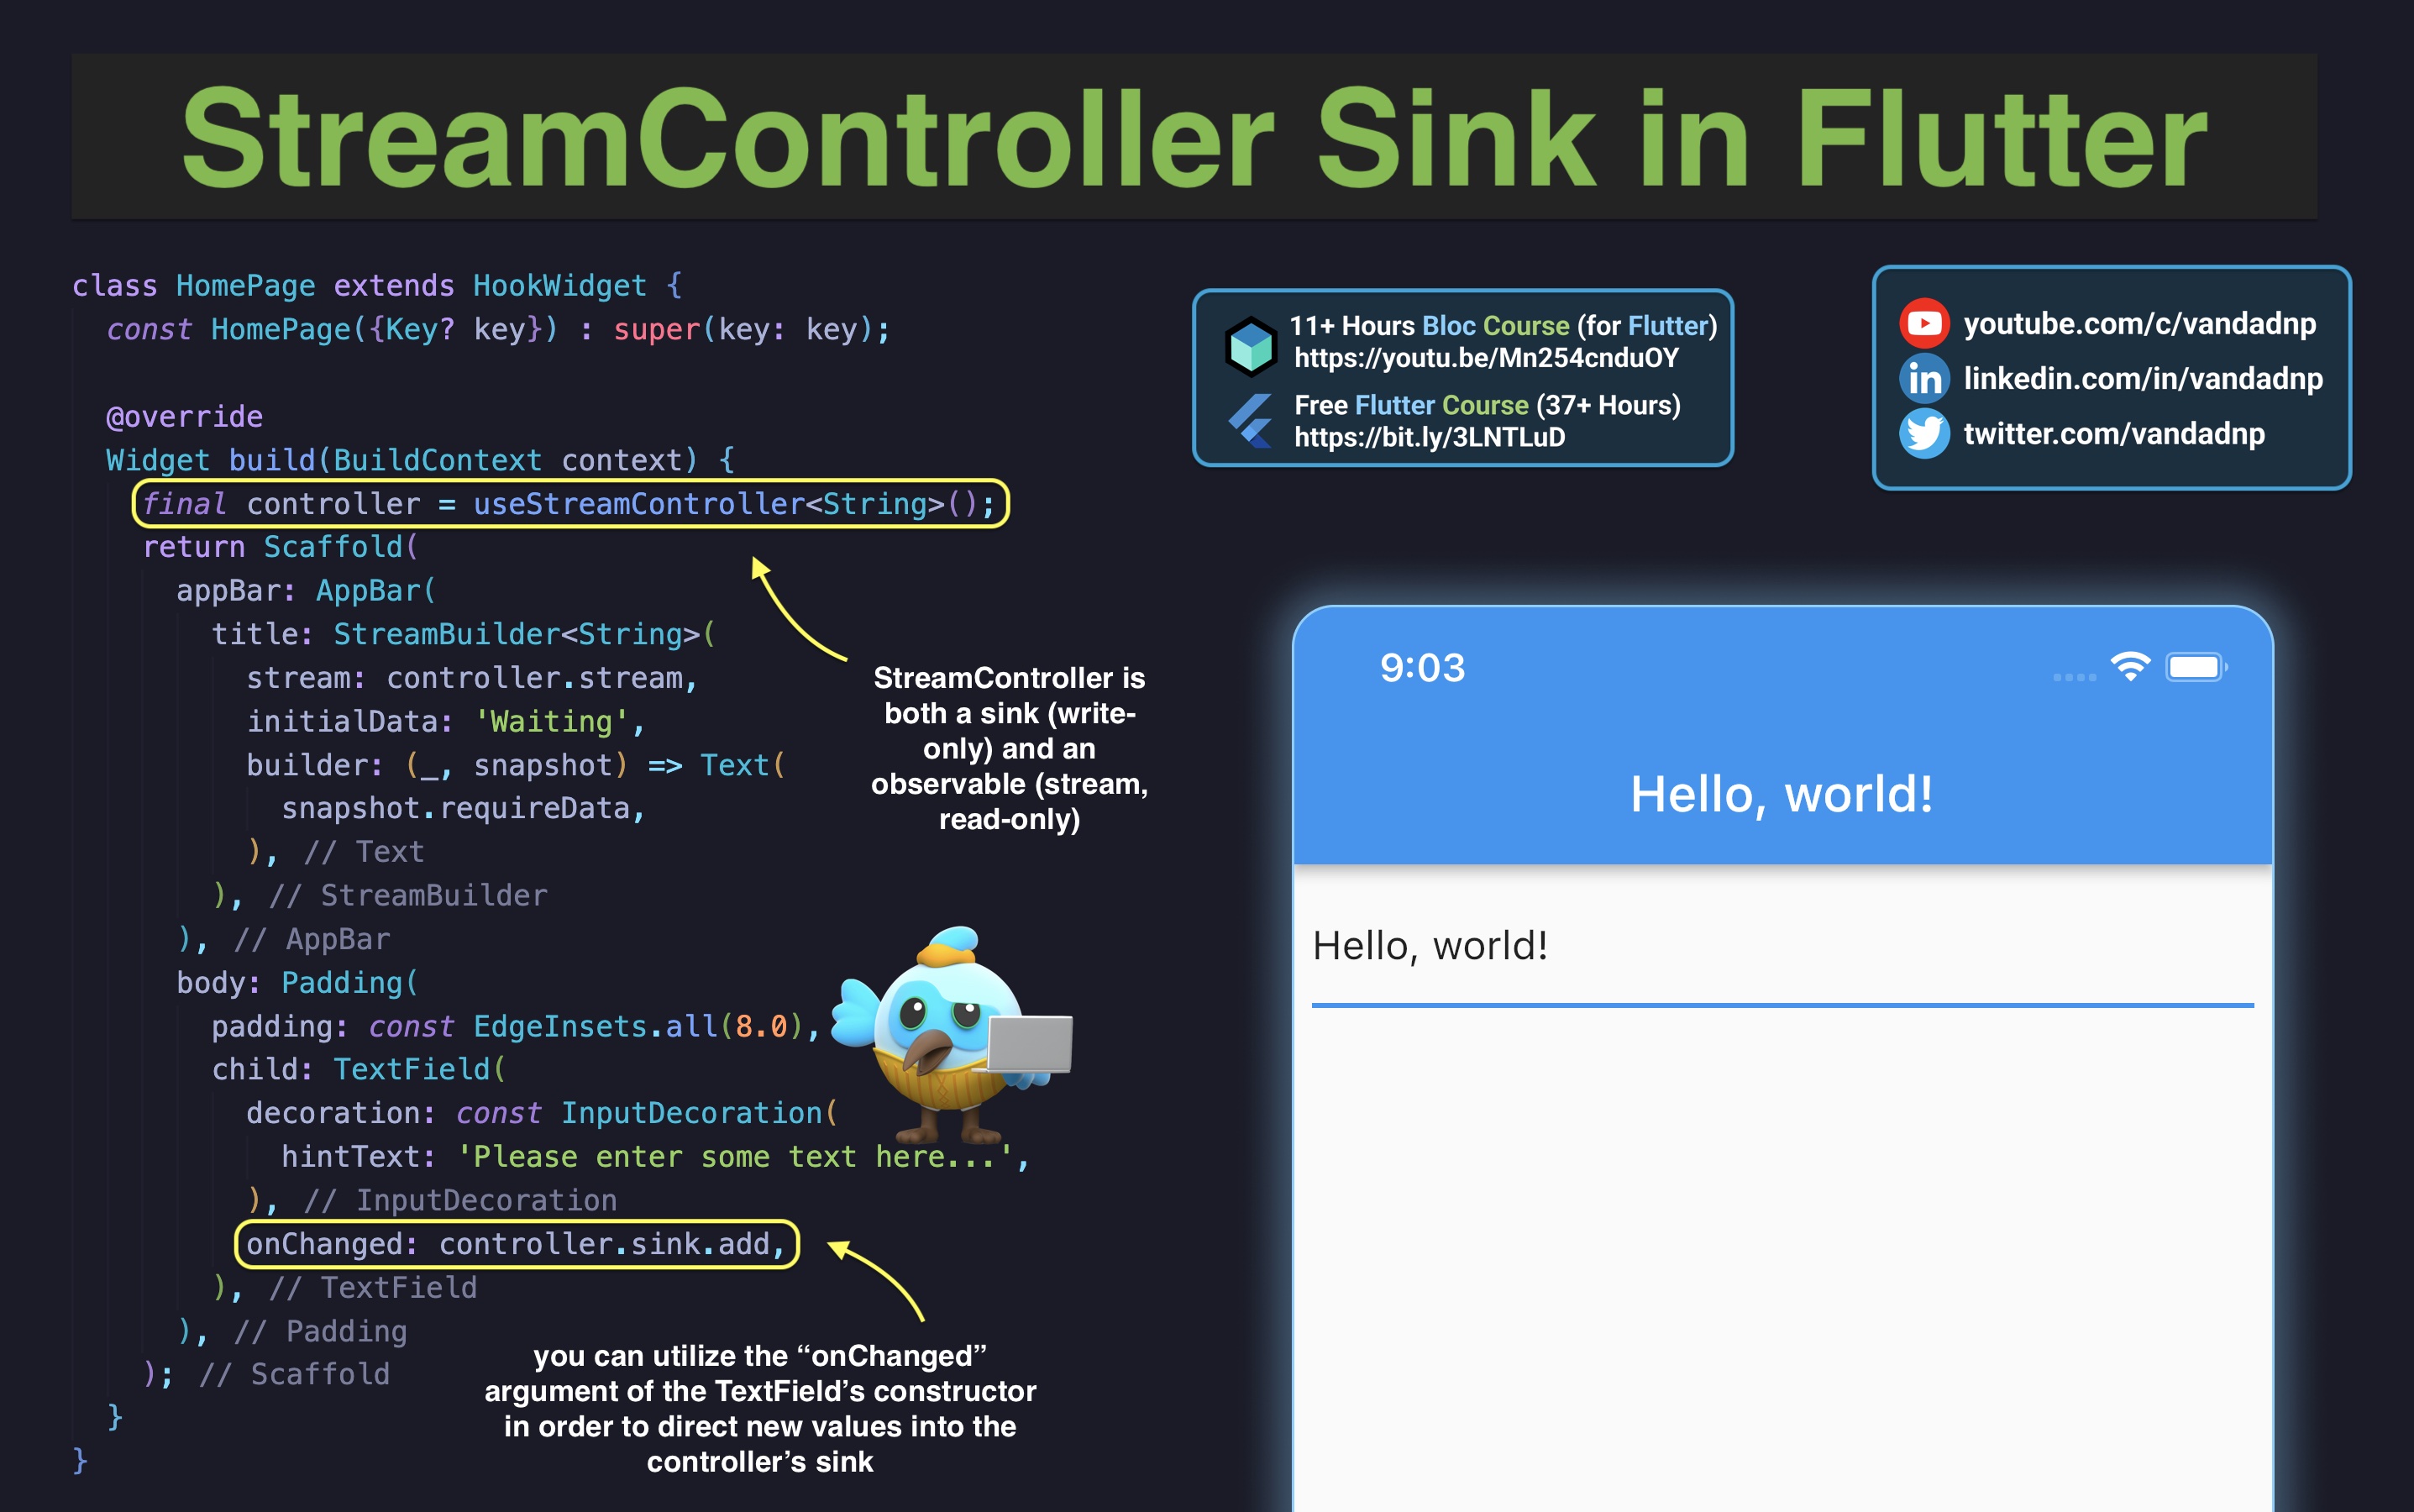 StreamController Sink in Flutter
class HomePage extends HookWidget {
  const HomePage({Key? key}) : super(key: key);

  @override
  Widget build(BuildContext context) {
    final controller = useStreamController<String>();
    return Scaffold(
      appBar: AppBar(
        title: StreamBuilder<String>(
          stream: controller.stream,
          initialData: 'Waiting',
          builder: (_, snapshot) => Text(
            snapshot.requireData,
          ), // Text
        ), // StreamBuilder
      ), // AppBar
      body: Padding(
        padding: const EdgeInsets.all(8.0),
        child: TextField(
          decoration: const InputDecoration(
            hintText: 'Please enter some text here...',
          ), // InputDecoration
          onChanged: controller.sink.add,
        ), // TextField
      ), // Padding
    ); // Scaffold
  }
}
StreamController is
both a sink (write-
only) and an
observable (stream,
read-only)
you can utilize the “onChanged”
argument of the TextField’s constructor
in order to direct new values into the
controller’s sink
11+ Hours Bloc Course (for Flutter)
https://youtu.be/Mn254cnduOY
Free Flutter Course (37+ Hours)
https://bit.ly/3LNTLuD
youtube.com/c/vandadnp
in linkedin.com/in/vandadnp
twitter.com/vandadnp
9:03
Hello, world!
Hello, world!